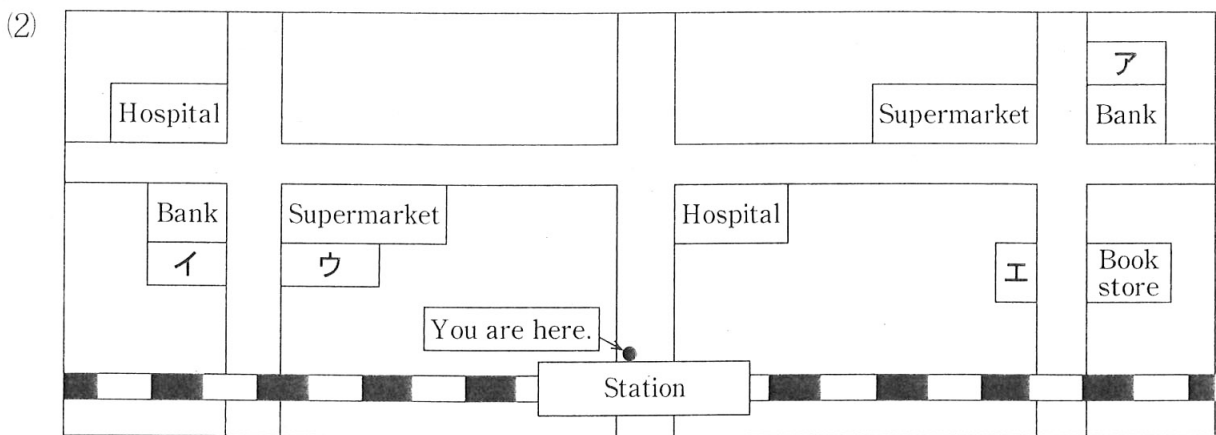 (2)
ア
Hospital
Supermarket
Bank
Bank
Supermarket
Hospital
イ
ウ
エ
Book
store
You are here.
Station